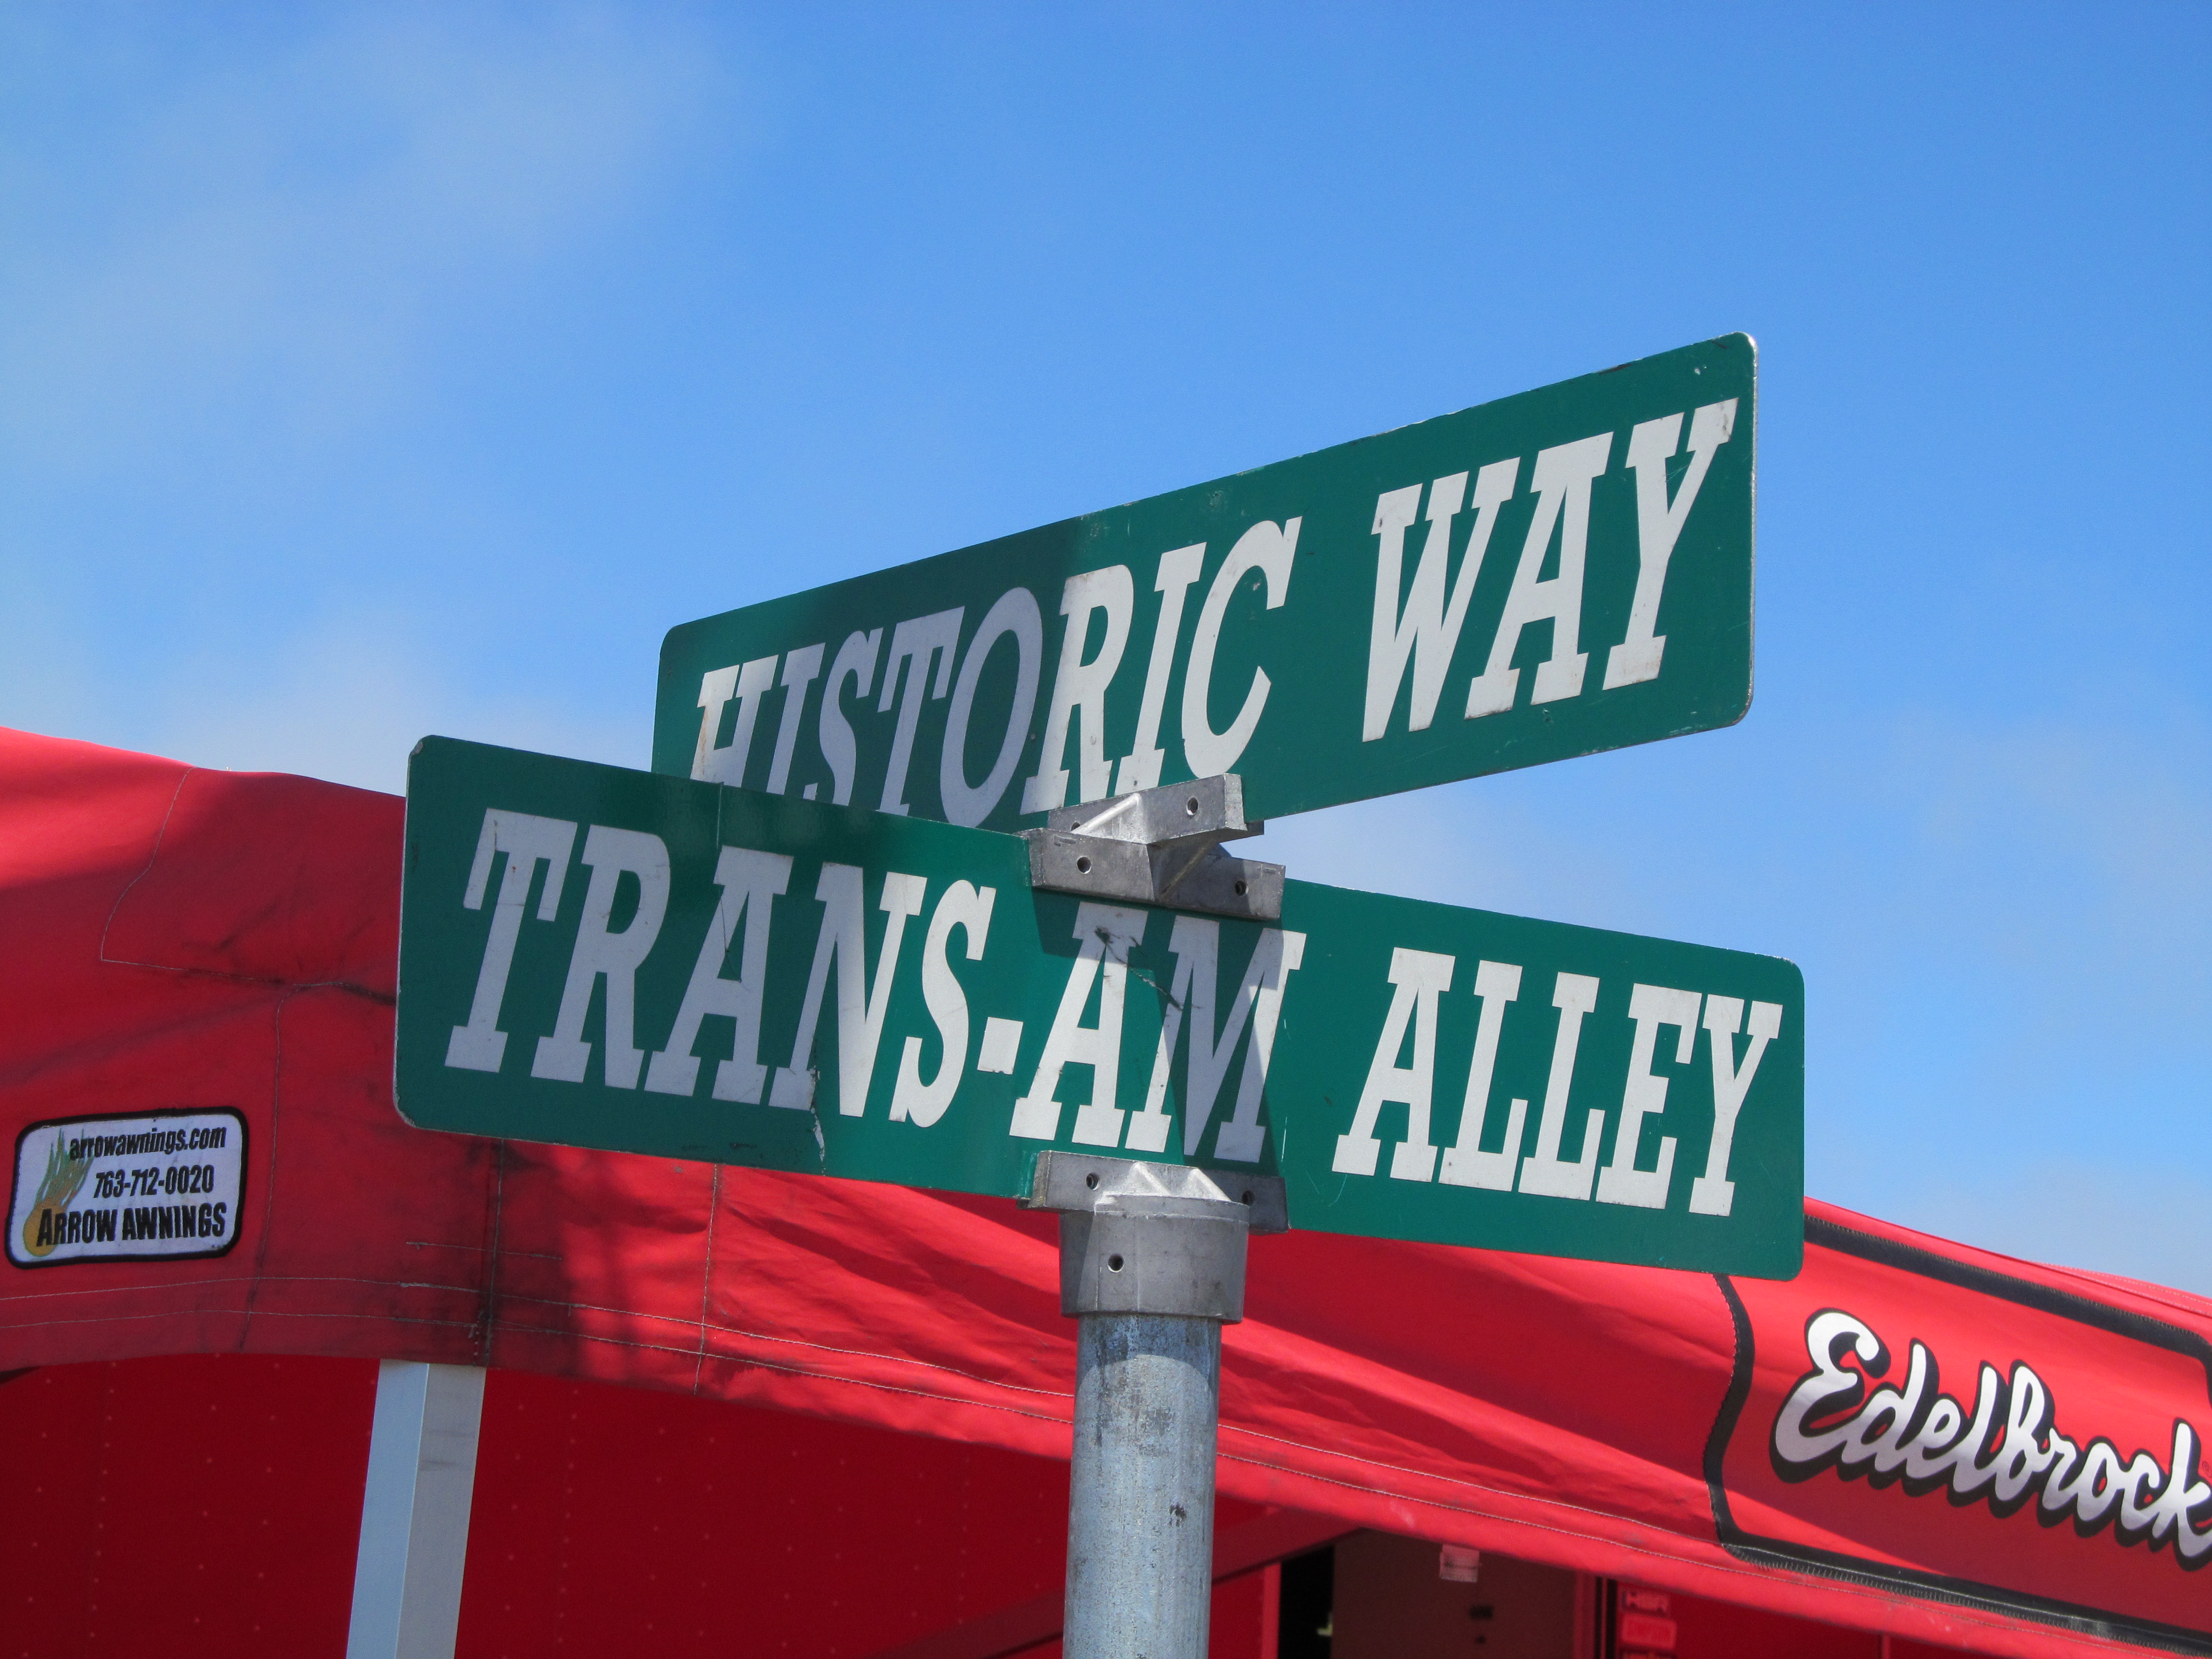 HISTORIC WAY
TRANS-AM ALLEY
arrowawnings.com
763-712-0020
ARROW AWNINGS
Edelbrock